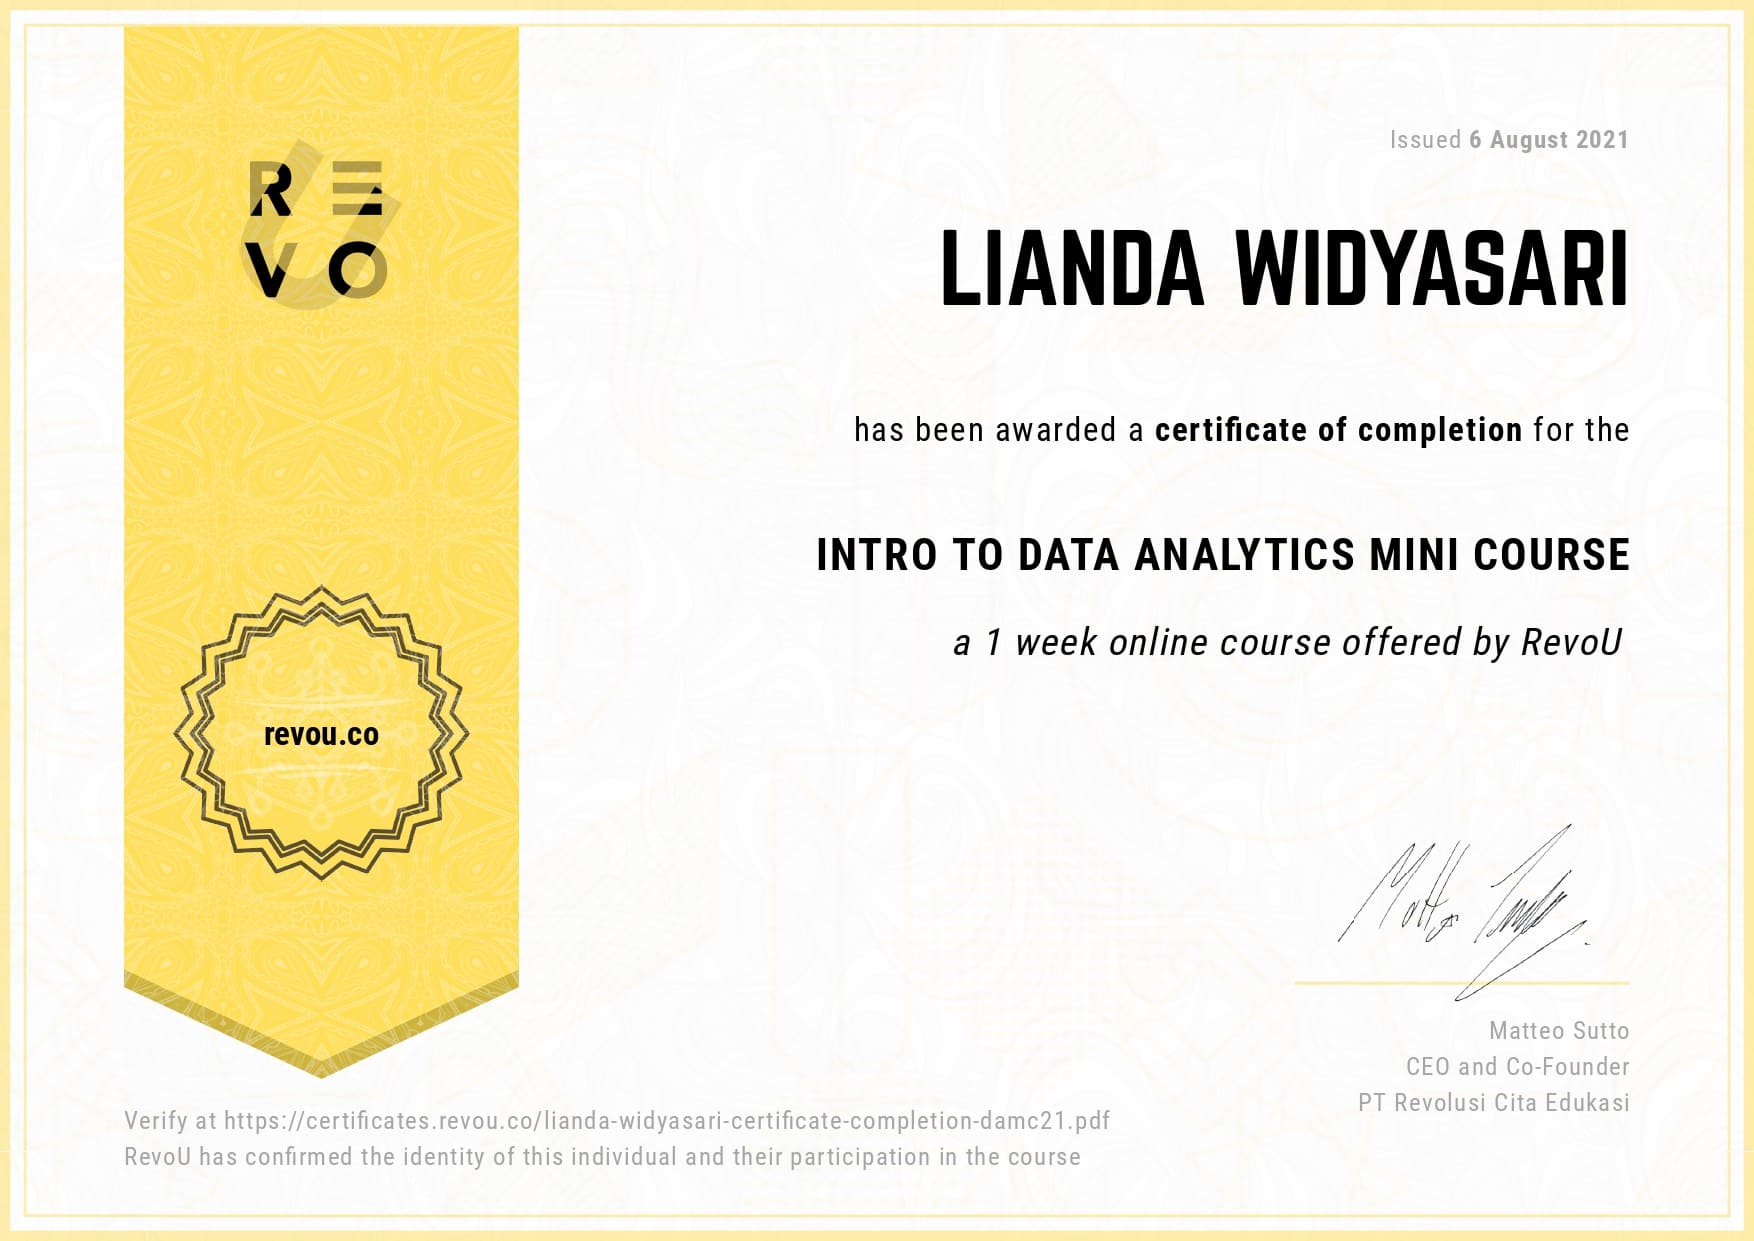 RE
VO
U
Issued 6 August 2021
LIANDA WIDYASARI
has been awarded a certificate of completion for the
INTRO TO DATA ANALYTICS MINI COURSE
a 1 week online course offered by RevoU
revou.co
Matteo Sutto
CEO and Co-Founder
PT Revolusi Cita Edukasi
Verify at https://certificates.revou.co/lianda-widyasari-certificate-completion-damc21.pdf
RevoU has confirmed the identity of this individual and their participation in the course